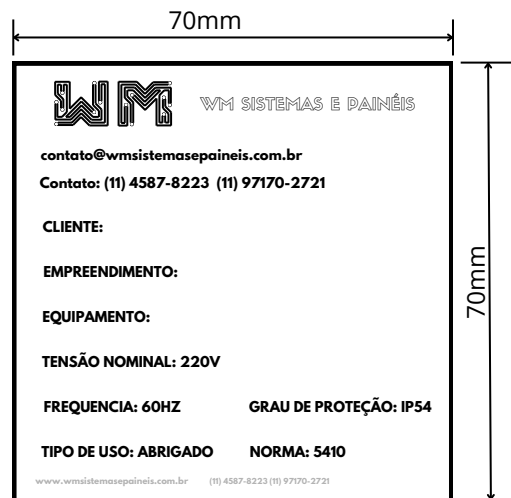 70mm
WM WM SISTEMAS E PAINÉIS
contato@wmsistemasepaineis.com.br
Contato: (11) 4587-8223 (11) 97170-2721
CLIENTE:
EMPREENDIMENTO:
EQUIPAMENTO:
70mm
TENSÃO NOMINAL: 220V
FREQUENCIA: 60HZ GRAU DE PROTEÇÃO: IP54
TIPO DE USO: ABRIGADO NORMA: 5410
www.wmsistemasepaineis.com.br (11) 4587-8223 (11) 97170-2721